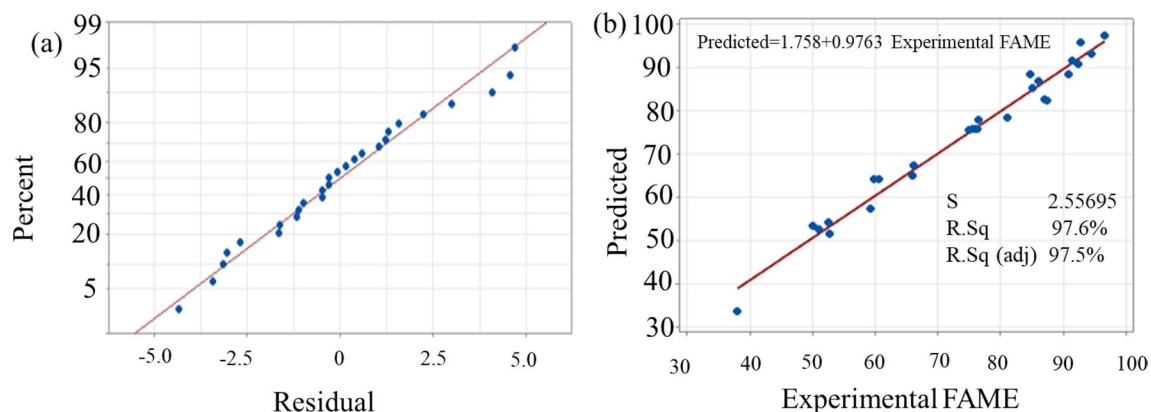 (a)
99
95
80
60
40
20
5
Percent
-5.0
-2.5
0
2.5
5.0
Residual
(b)
100
90
80
70
60
50
40
30
Predicted
Predicted=1.758+0.9763 Experimental FAME
S 2.55695
R.Sq 97.6%
R.Sq (adj) 97.5%
30
40
50
60
70
80
90
100
Experimental FAME